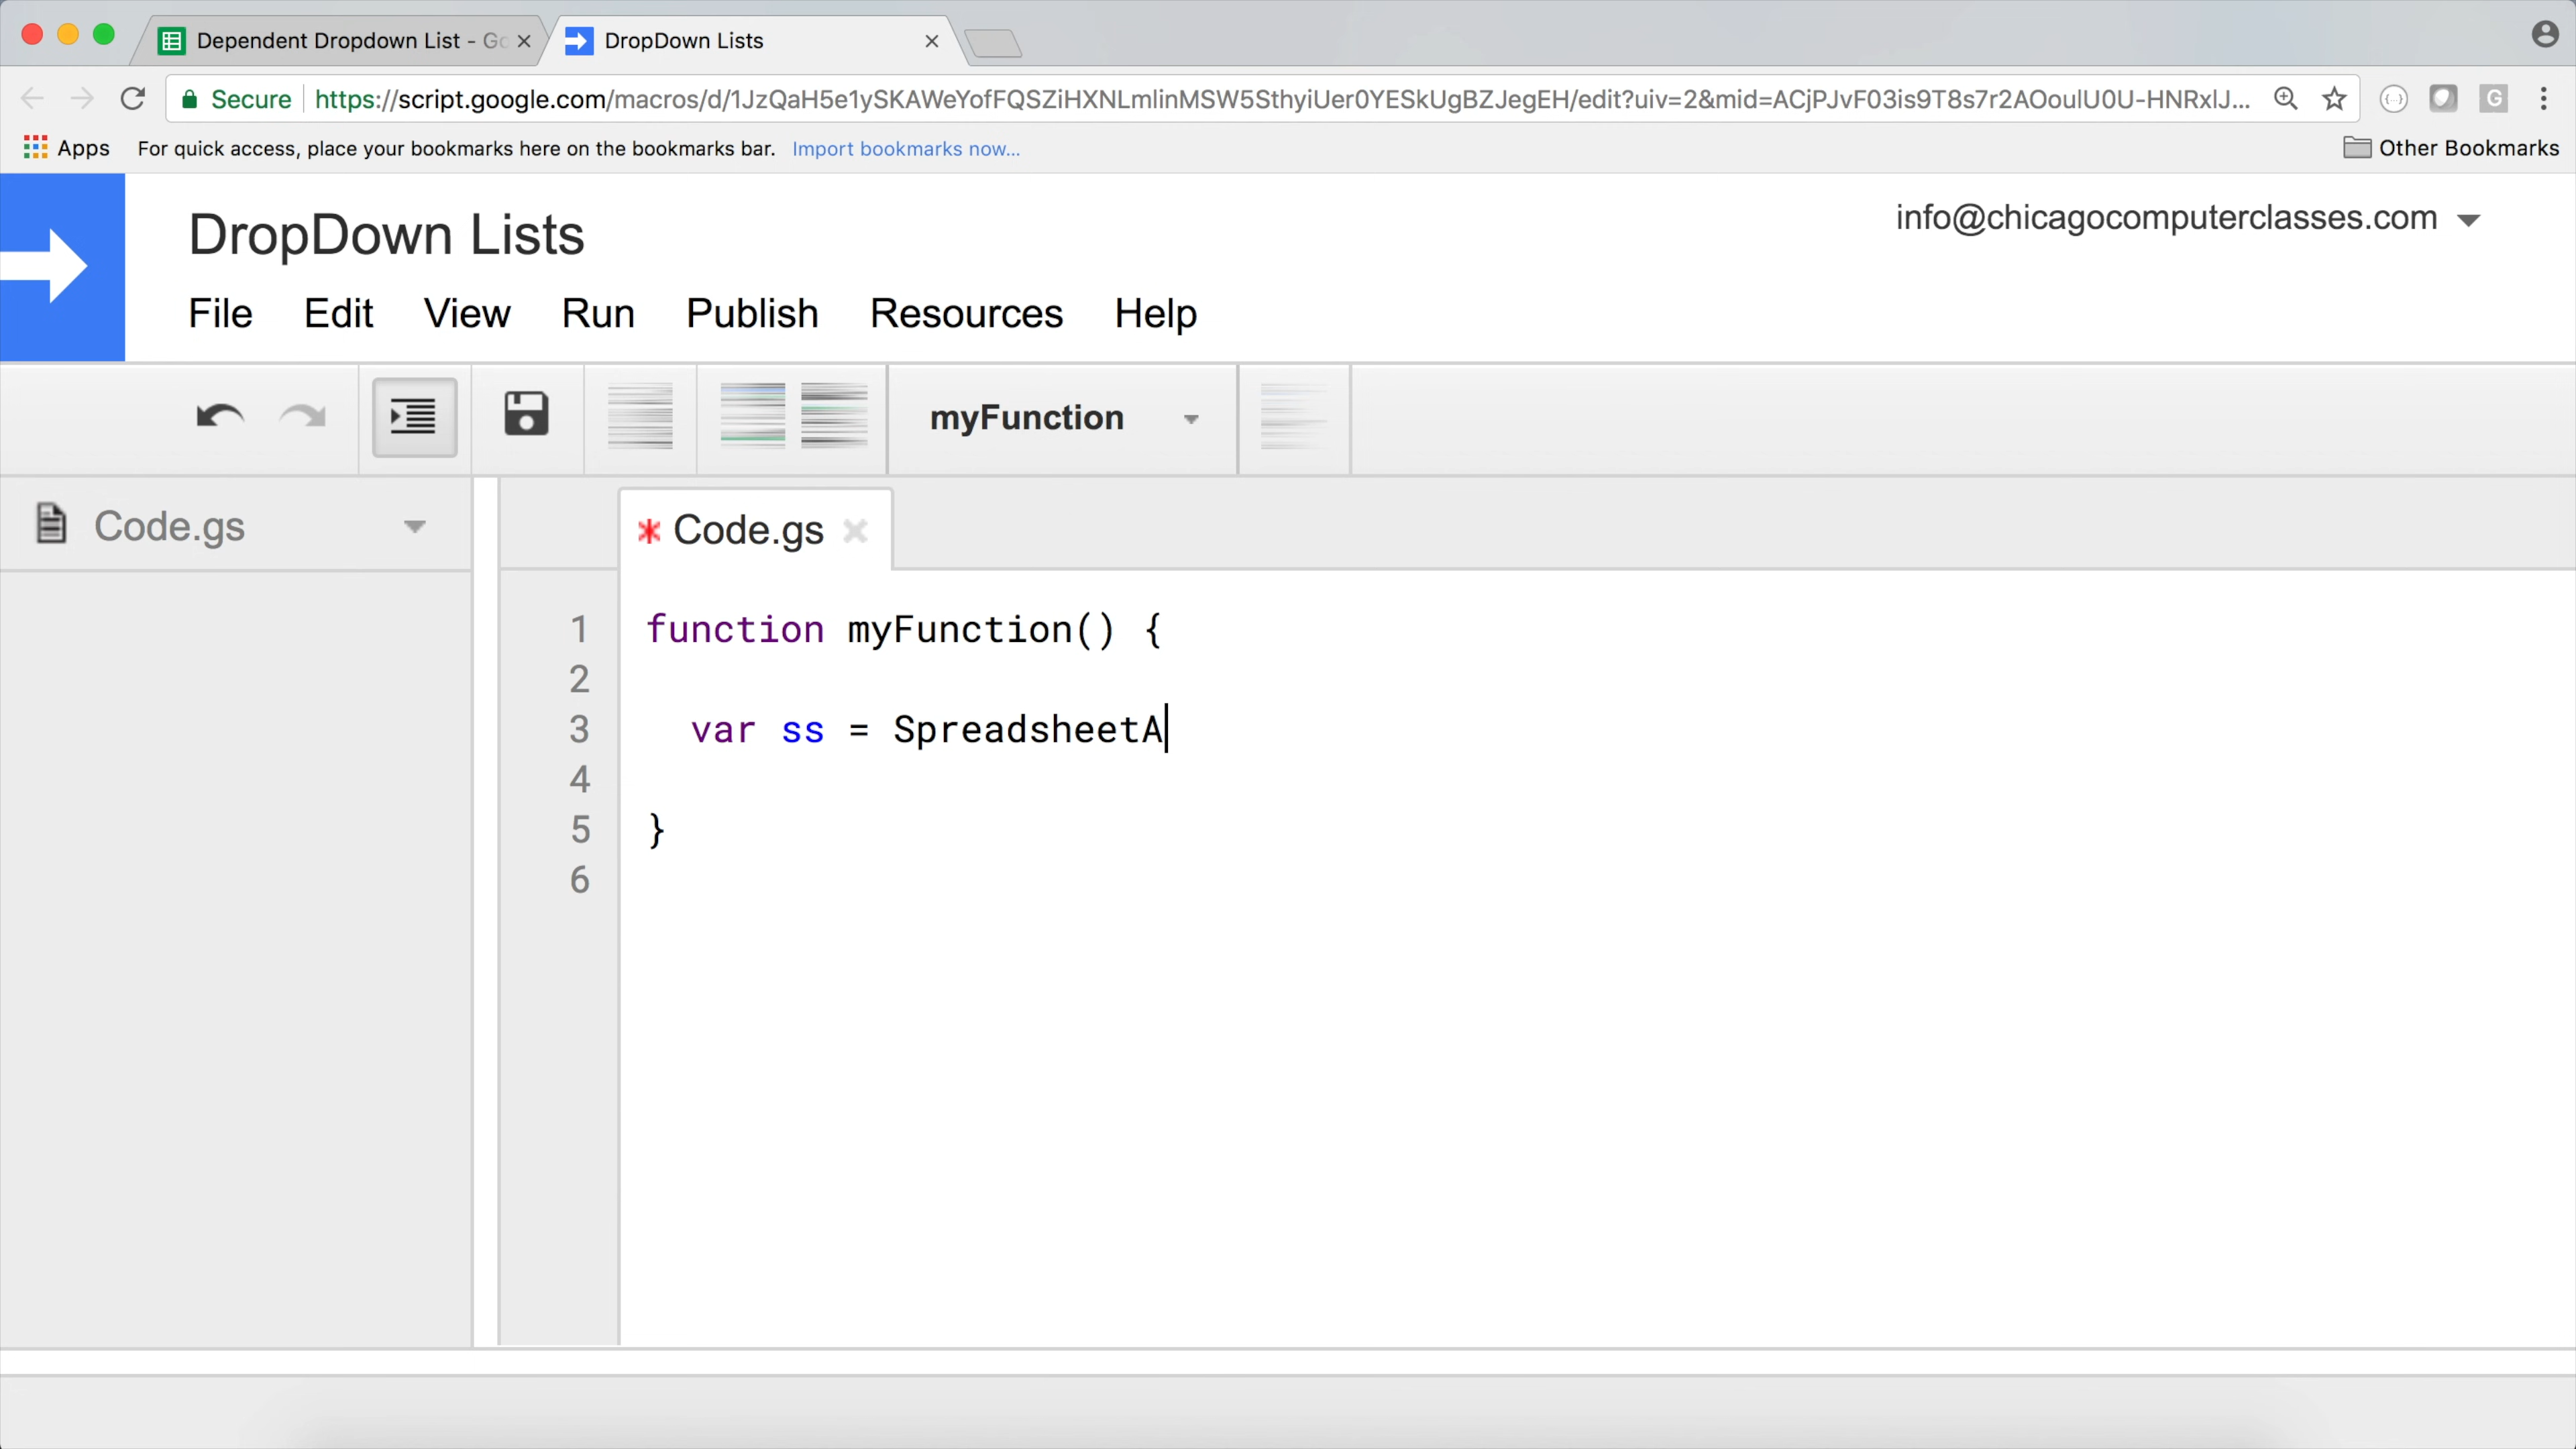 Dependent Dropdown List - Go
DropDown Lists
Secure https://script.google.com/macros/d/1JzQaH5e1ySKAWeYofFQSZiHXNLmlinMSW5SthyiUer0YESkUgBZJegEH/edit?uiv=2&mid=ACjPJvF03is9T8s7r2AOoulU0U-HNRxlJ...
Apps For quick access, place your bookmarks here on the bookmarks bar. Import bookmarks now... Other Bookmarks
DropDown Lists
info@chicagocomputerclasses.com
File Edit View Run Publish Resources Help
myFunction
Code.gs
* Code.gs
1 function myFunction() {
2
3 var ss = SpreadsheetA
4
5 }
6